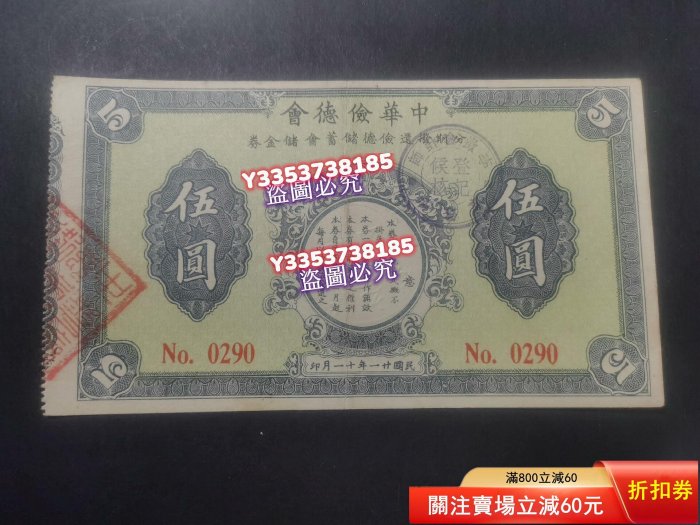 會德儉華中
券金儲會蓄儲德儉還
Y3353738185
盜圖必究
伍圓
伍圓
Y3353738185
盜圖必究
意
No. 0290
No. 0290
印月一十年一廿國民
5
5
5
5
滿800立減60
關注賣場立減60元
折扣券